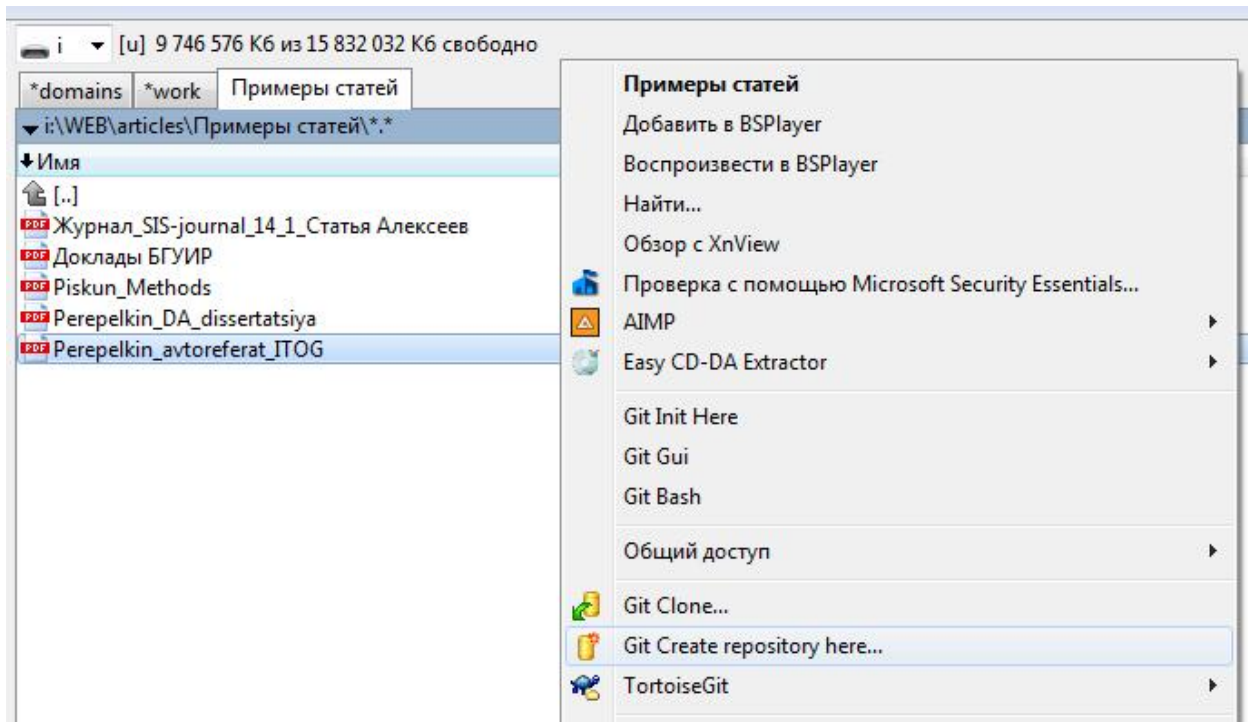 i [u] 9 746 576 Кб из 15 832 032 Кб свободно
*domains *work Примеры статей
i:\WEB\articles\Примеры статей\*.*
Имя
[..]
Журнал_SIS-journal_14_1_Статья Алексеев
Доклады БГУИР
Piskun_Methods
Perepelkin_DA_dissertatsiya
Perepelkin_avtoreferat_ITOG
Примеры статей
Добавить в BSPlayer
Воспроизвести в BSPlayer
Найти...
Обзор с XnView
Проверка с помощью Microsoft Security Essentials...
AIMP
Easy CD-DA Extractor
Git Init Here
Git Gui
Git Bash
Общий доступ
Git Clone...
Git Create repository here...
TortoiseGit